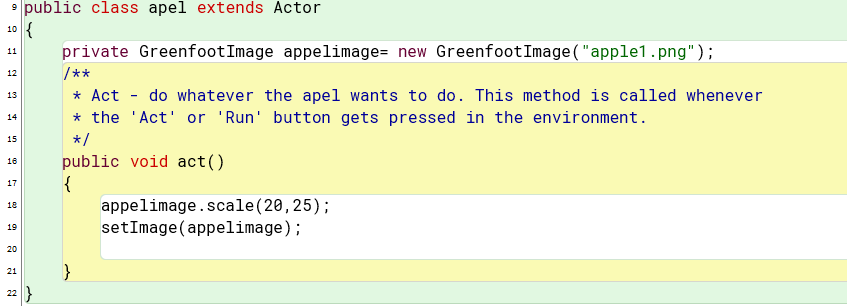 9 public class apel extends Actor
10 {
11 private GreenfootImage appelimage= new GreenfootImage("apple1.png");
12 /**
13 * Act - do whatever the apel wants to do. This method is called whenever
14 * the 'Act' or 'Run' button gets pressed in the environment.
15 */
16 public void act()
17 {
18 appelimage.scale(20,25);
19 setImage(appelimage);
20
21 }
22 }